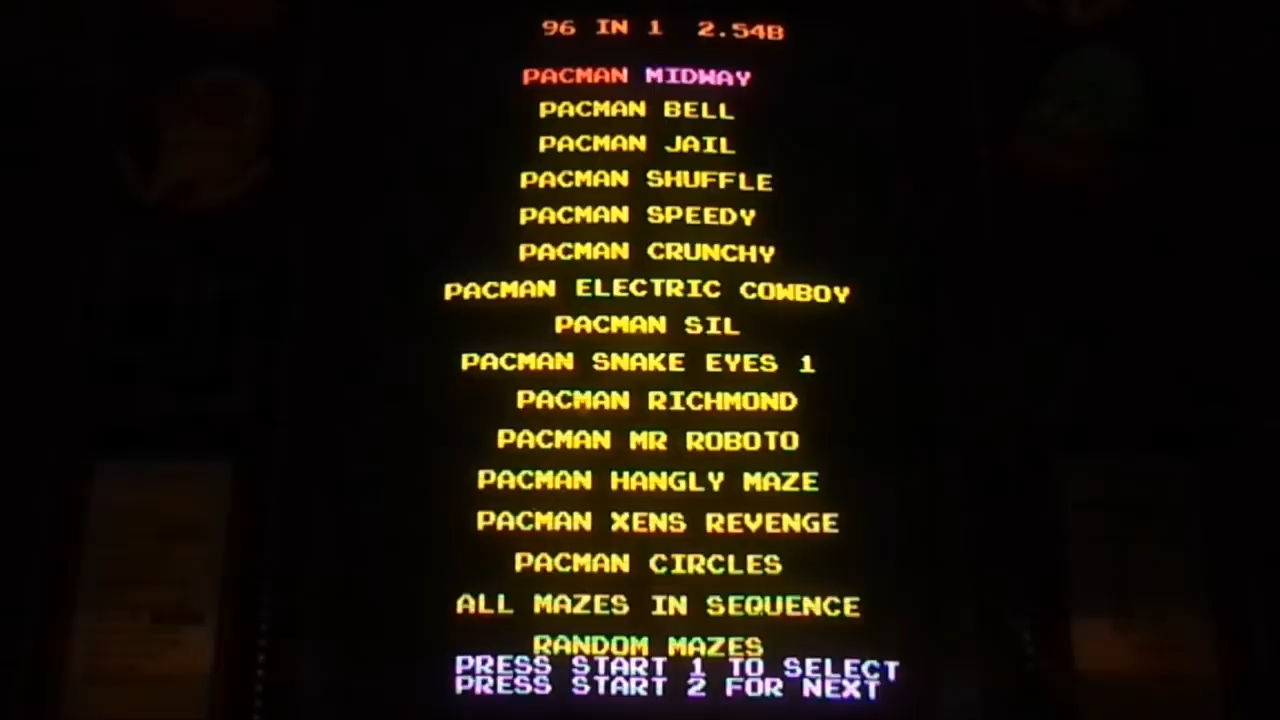 96 IN 1 2.54B
PACMAN MIDWAY
PACMAN BELL
PACMAN JAIL
PACMAN SHUFFLE
PACMAN SPEEDY
PACMAN CRUNCHY
PACMAN ELECTRIC COWBOY
PACMAN SIL
PACMAN SNAKE EYES 1
PACMAN RICHMOND
PACMAN MR ROBOTO
PACMAN HANGLY MAZE
PACMAN XENS REVENGE
PACMAN CIRCLES
ALL MAZES IN SEQUENCE
RANDOM MAZES
PRESS START 1 TO SELECT
PRESS START 2 FOR NEXT